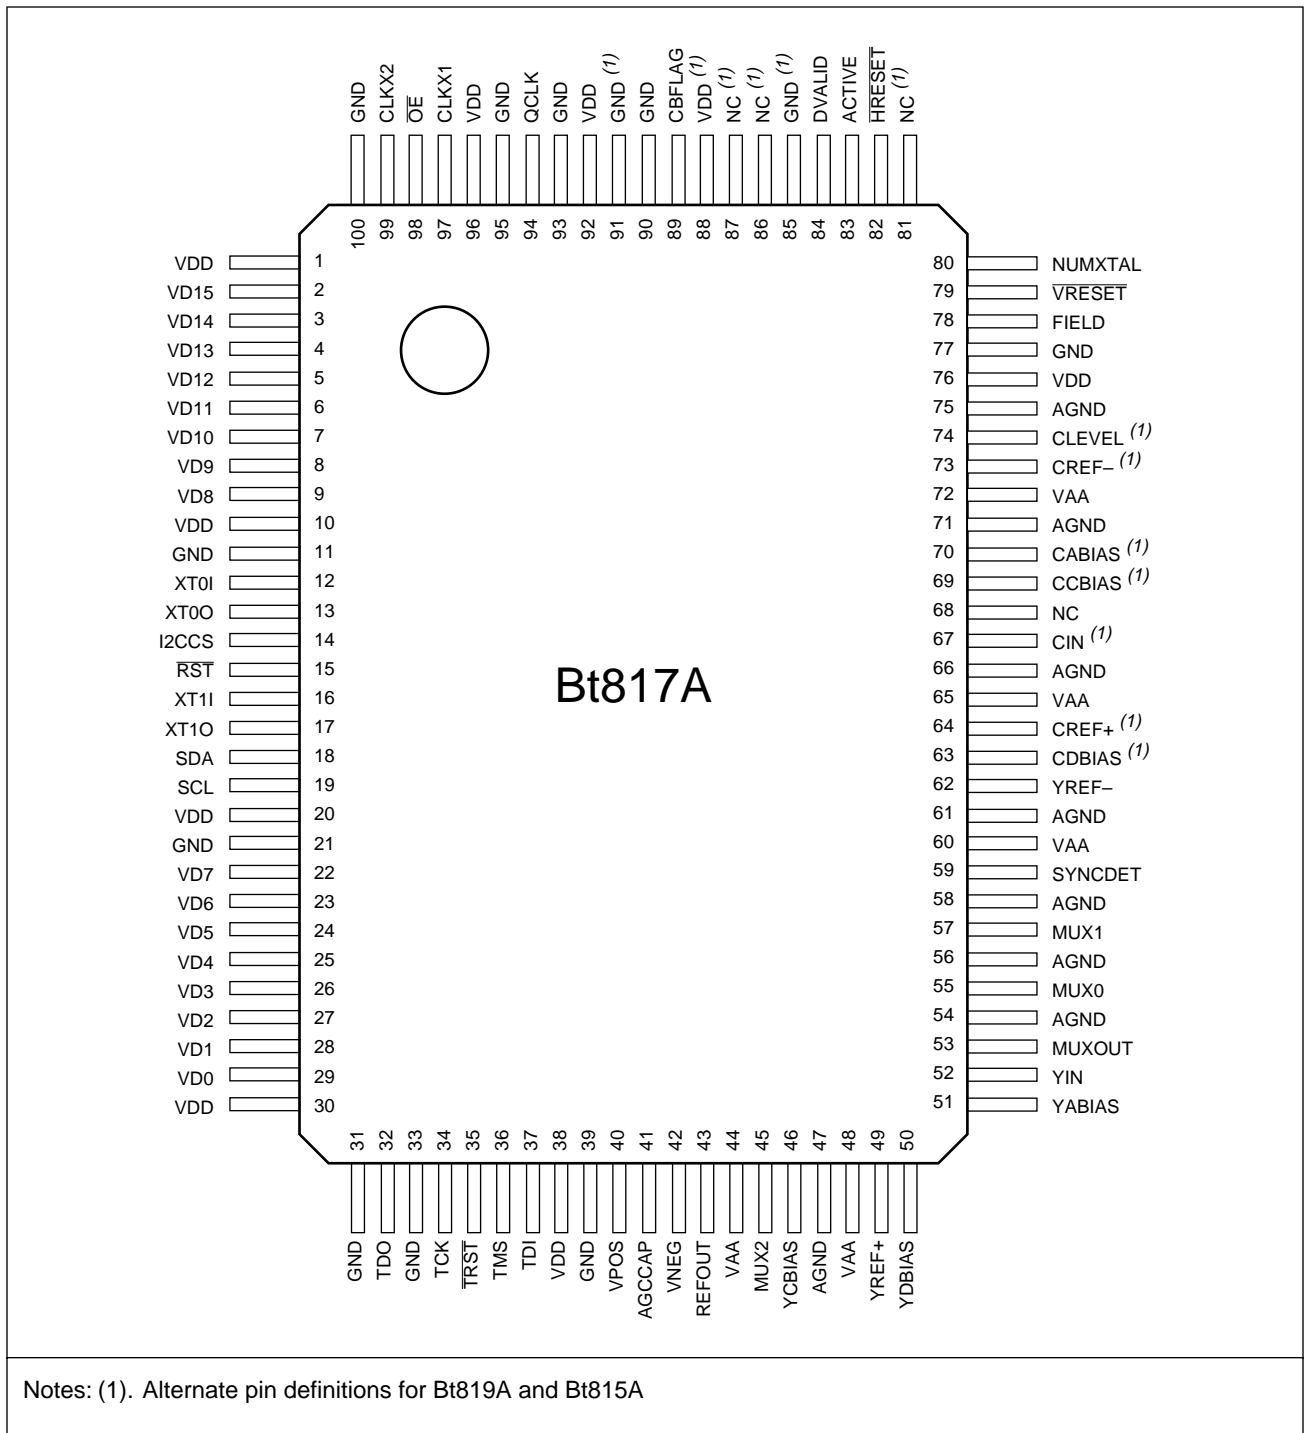 GND
CLKX2
OE
CLKX1
VDD
GND
QCLK
GND
VDD
GND (1)
GND
CBFLAG
VDD (1)
NC (1)
NC (1)
GND (1)
DVALID
ACTIVE
HRESET
NC (1)
100 99 98 97 96 95 94 93 92 91 90 89 88 87 86 85 84 83 82 81
VDD 1
VD15 2
VD14 3
VD13 4
VD12 5
VD11 6
VD10 7
VD9 8
VD8 9
VDD 10
GND 11
XT0I 12
XT0O 13
I2CCS 14
RST 15
XT1I 16
XT1O 17
SDA 18
SCL 19
VDD 20
GND 21
VD7 22
VD6 23
VD5 24
VD4 25
VD3 26
VD2 27
VD1 28
VD0 29
VDD 30
Bt817A
80 NUMXTAL
79 VRESET
78 FIELD
77 GND
76 VDD
75 AGND
74 CLEVEL (1)
73 CREF– (1)
72 VAA
71 AGND
70 CABIAS (1)
69 CCBIAS (1)
68 NC
67 CIN (1)
66 AGND
65 VAA
64 CREF+ (1)
63 CDBIAS (1)
62 YREF–
61 AGND
60 VAA
59 SYNCDET
58 AGND
57 MUX1
56 AGND
55 MUX0
54 AGND
53 MUXOUT
52 YIN
51 YABIAS
31 32 33 34 35 36 37 38 39 40 41 42 43 44 45 46 47 48 49 50
GND
TDO
GND
TCK
TRST
TMS
TDI
VDD
GND
VPOS
AGCCAP
VNEG
REFOUT
VAA
MUX2
YCBIAS
AGND
VAA
YREF+
YDBIAS
Notes: (1). Alternate pin definitions for Bt819A and Bt815A